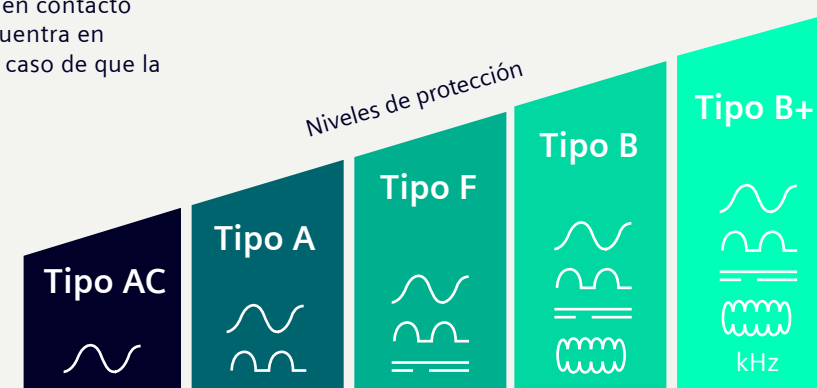 en contacto
uentra en
caso de que la
Niveles de protección
Tipo AC
Tipo A
Tipo F
Tipo B
Tipo B+
kHz